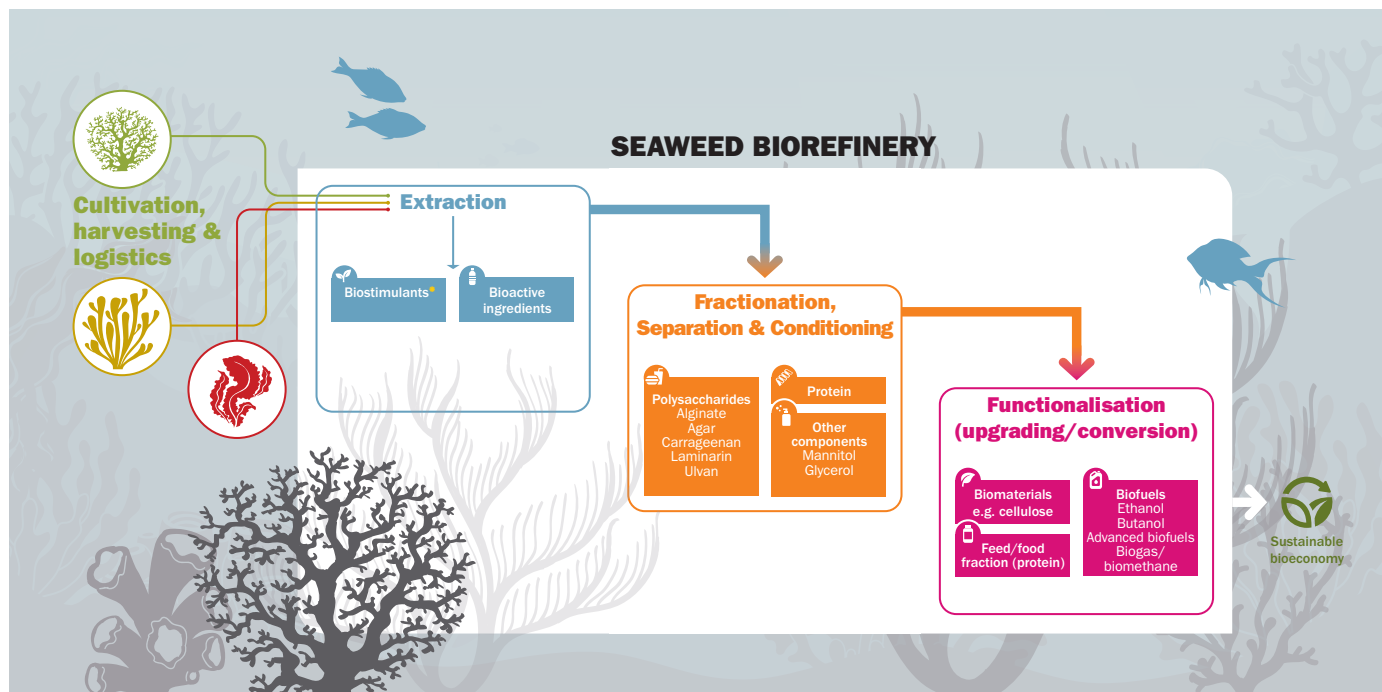 SEAWEED BIOREFINERY
Cultivation,
harvesting &
logistics
Extraction
Biostimulants*
Bioactive
ingredients
Fractionation,
Separation & Conditioning
Polysaccharides
Alginate
Agar
Carrageenan
Laminarin
Ulvan
Protein
Other
components
Mannitol
Glycerol
Functionalisation
(upgrading/conversion)
Biomaterials
e.g. cellulose
Feed/food
fraction (protein)
Biofuels
Ethanol
Butanol
Advanced biofuels
Biogas/
biomethane
Sustainable
bioeconomy